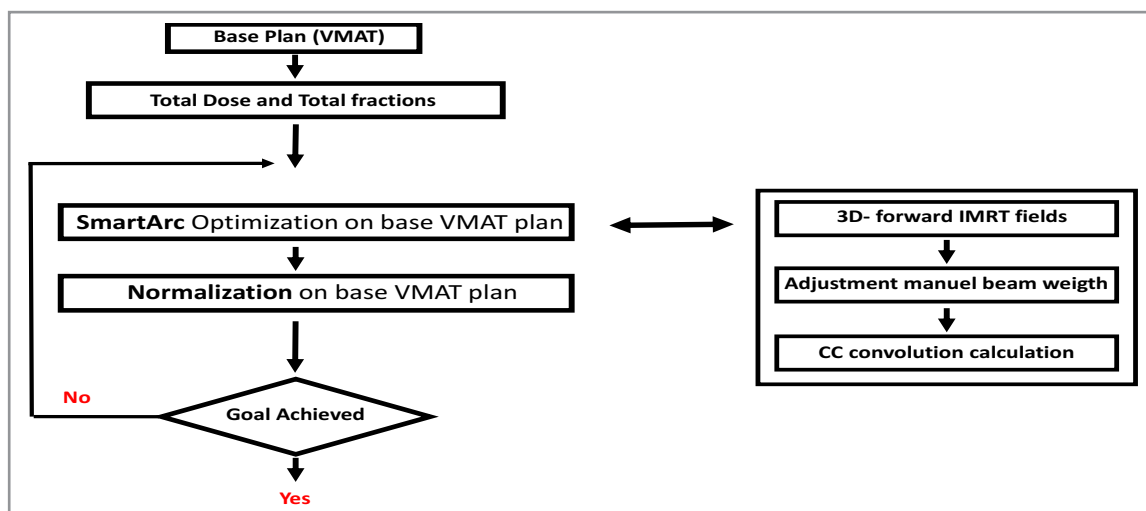 Base Plan (VMAT)
Total Dose and Total fractions
SmartArc Optimization on base VMAT plan
Normalization on base VMAT plan
Goal Achieved
No
Yes
3D- forward IMRT fields
Adjustment manuel beam weigth
CC convolution calculation